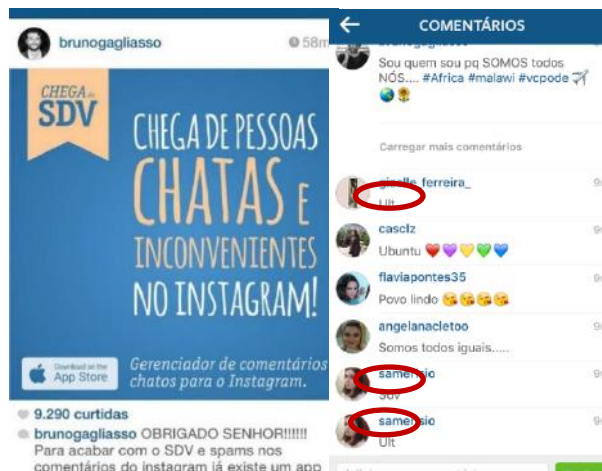 brunogagliasso 58m
CHEGA DE
SDV
CHEGA DE PESSOAS
CHATAS E
INCONVENIENTES
NO INSTAGRAM!
Download on the
App Store
Gerenciador de comentários
chatos para o Instagram.
9.290 curtidas
brunogagliasso OBRIGADO SENHOR!!!!!!
Para acabar com o SDV e spams nos
comentários do instagram já existe um app
COMENTÁRIOS
brunogagliasso
Sou quem sou pq SOMOS todos
NÓS.... #Africa #malawi #vcpode
Carregar mais comentários
giselle_ferreira_
Ult
casclz
Ubuntu
flaviapontes35
Povo lindo
angelanacletoo
Somos todos iguais.....
Sdv
Ult